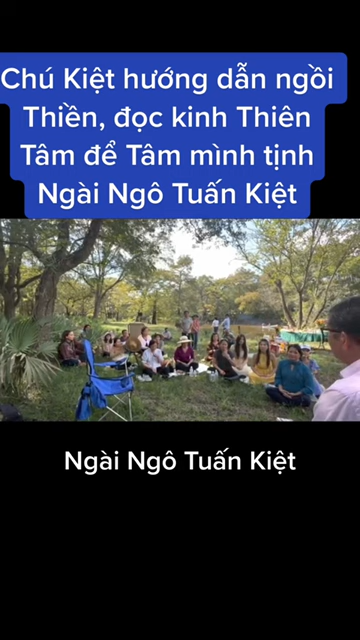 Chú Kiệt hướng dẫn ngồi
Thiền, đọc kinh Thiên
Tâm để Tâm mình tịnh
Ngài Ngô Tuấn Kiệt
Ngài Ngô Tuấn Kiệt